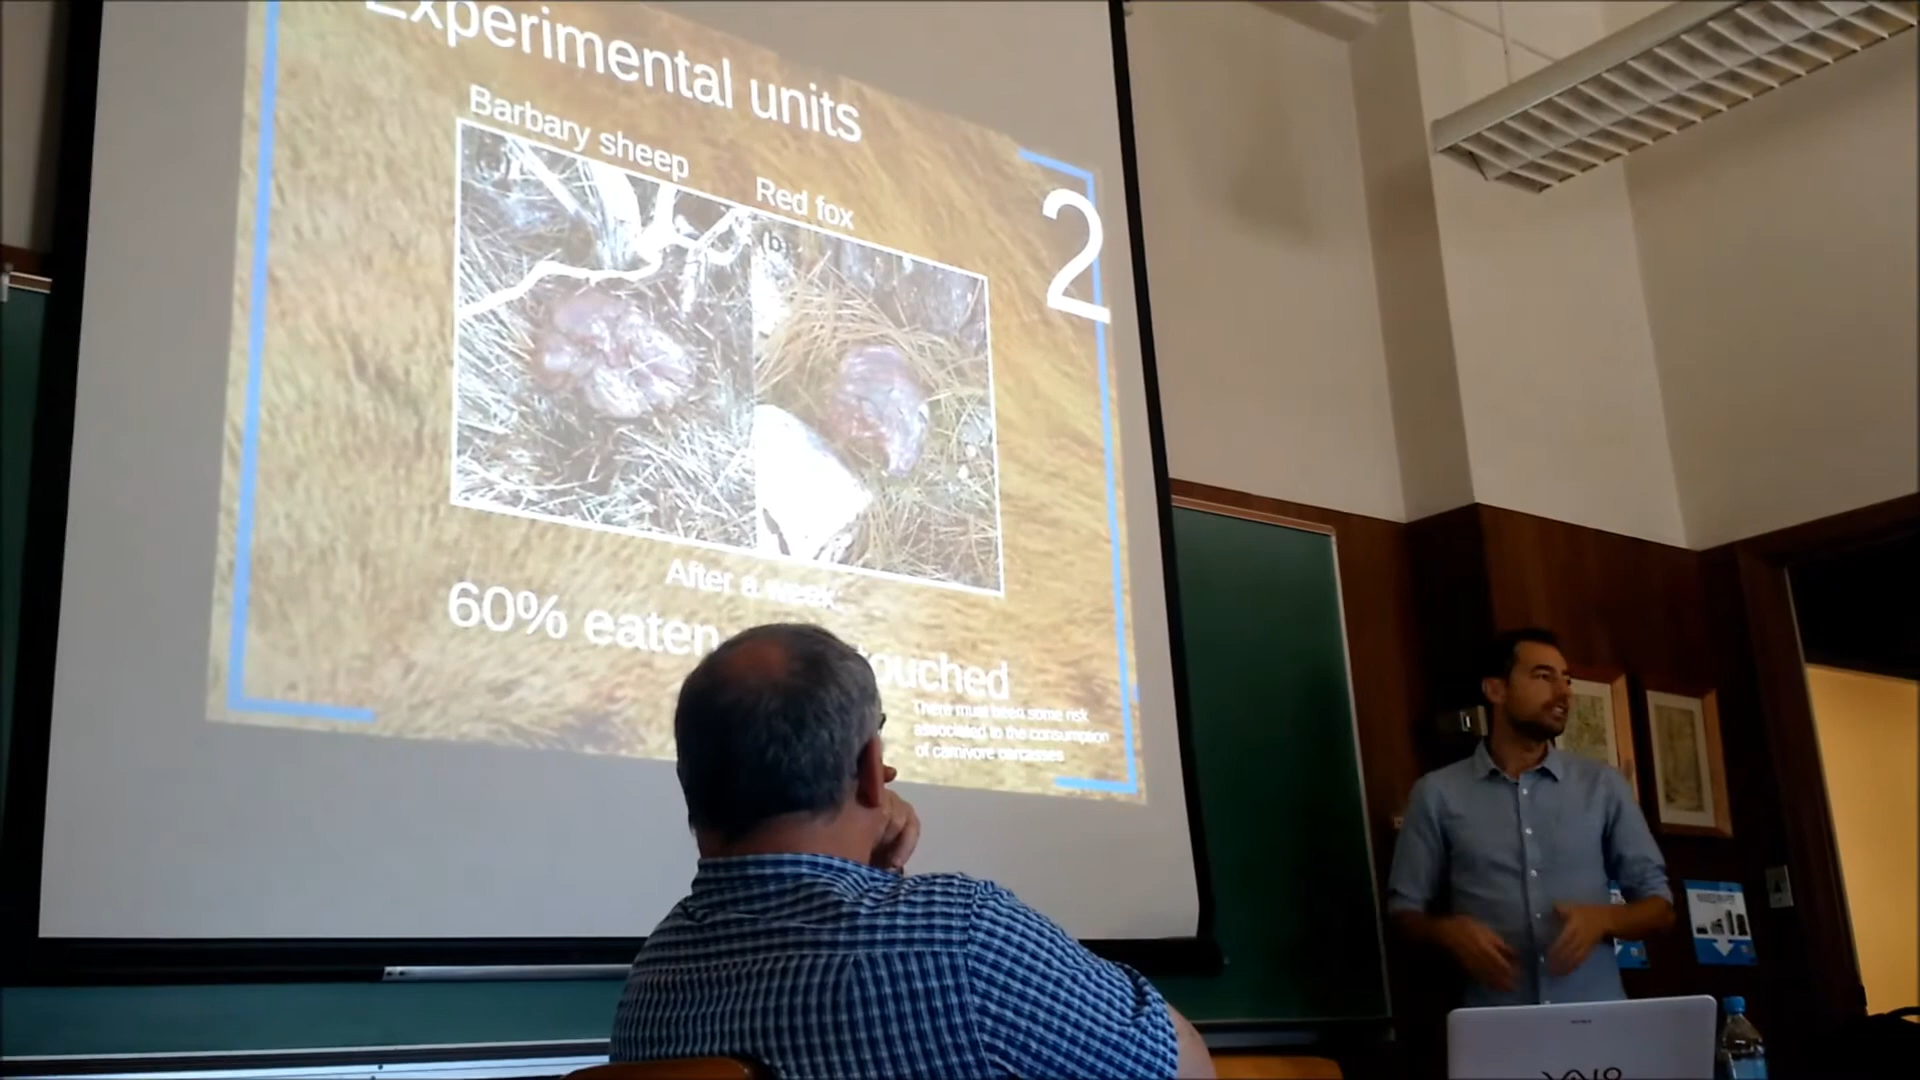 Experimental units
Barbary sheep
Red fox
(a)
(b)
2
After a week:
60% eaten
touched
There must been some risk
associated to the consumption
of carnivore carcasses
VAIO